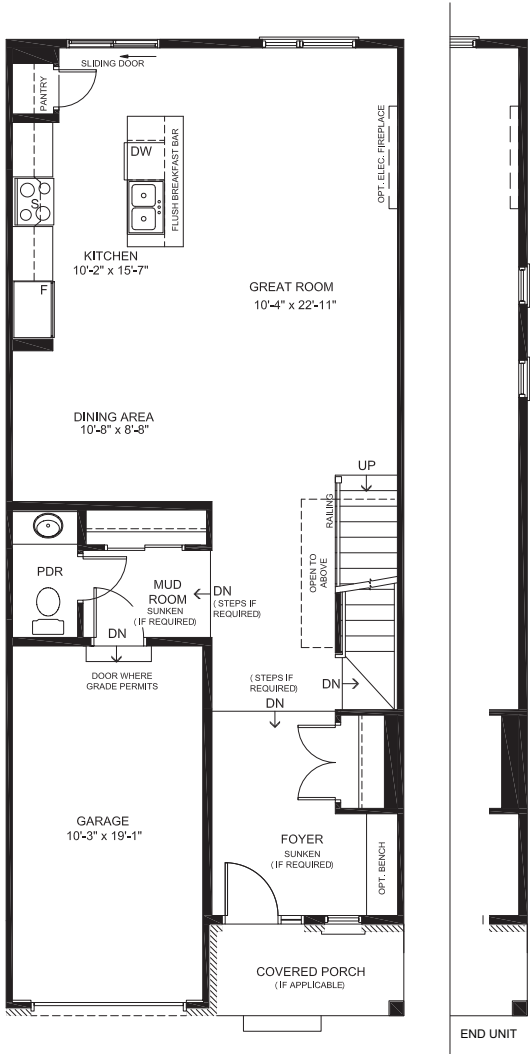 SLIDING DOOR
PANTRY
DW
FLUSH BREAKFAST BAR
OPT. ELEC. FIREPLACE
S
KITCHEN
10'-2" x 15'-7"
F
GREAT ROOM
10'-4" x 22'-11"
DINING AREA
10'-8" x 8'-8"
UP
RAILING
OPEN TO
ABOVE
PDR
MUD
ROOM
SUNKEN
(IF REQUIRED)
DN
(STEPS IF
REQUIRED)
DN
DOOR WHERE
GRADE PERMITS
(STEPS IF
REQUIRED)
DN
DN
GARAGE
10'-3" x 19'-1"
FOYER
SUNKEN
(IF REQUIRED)
OPT. BENCH
COVERED PORCH
(IF APPLICABLE)
END UNIT